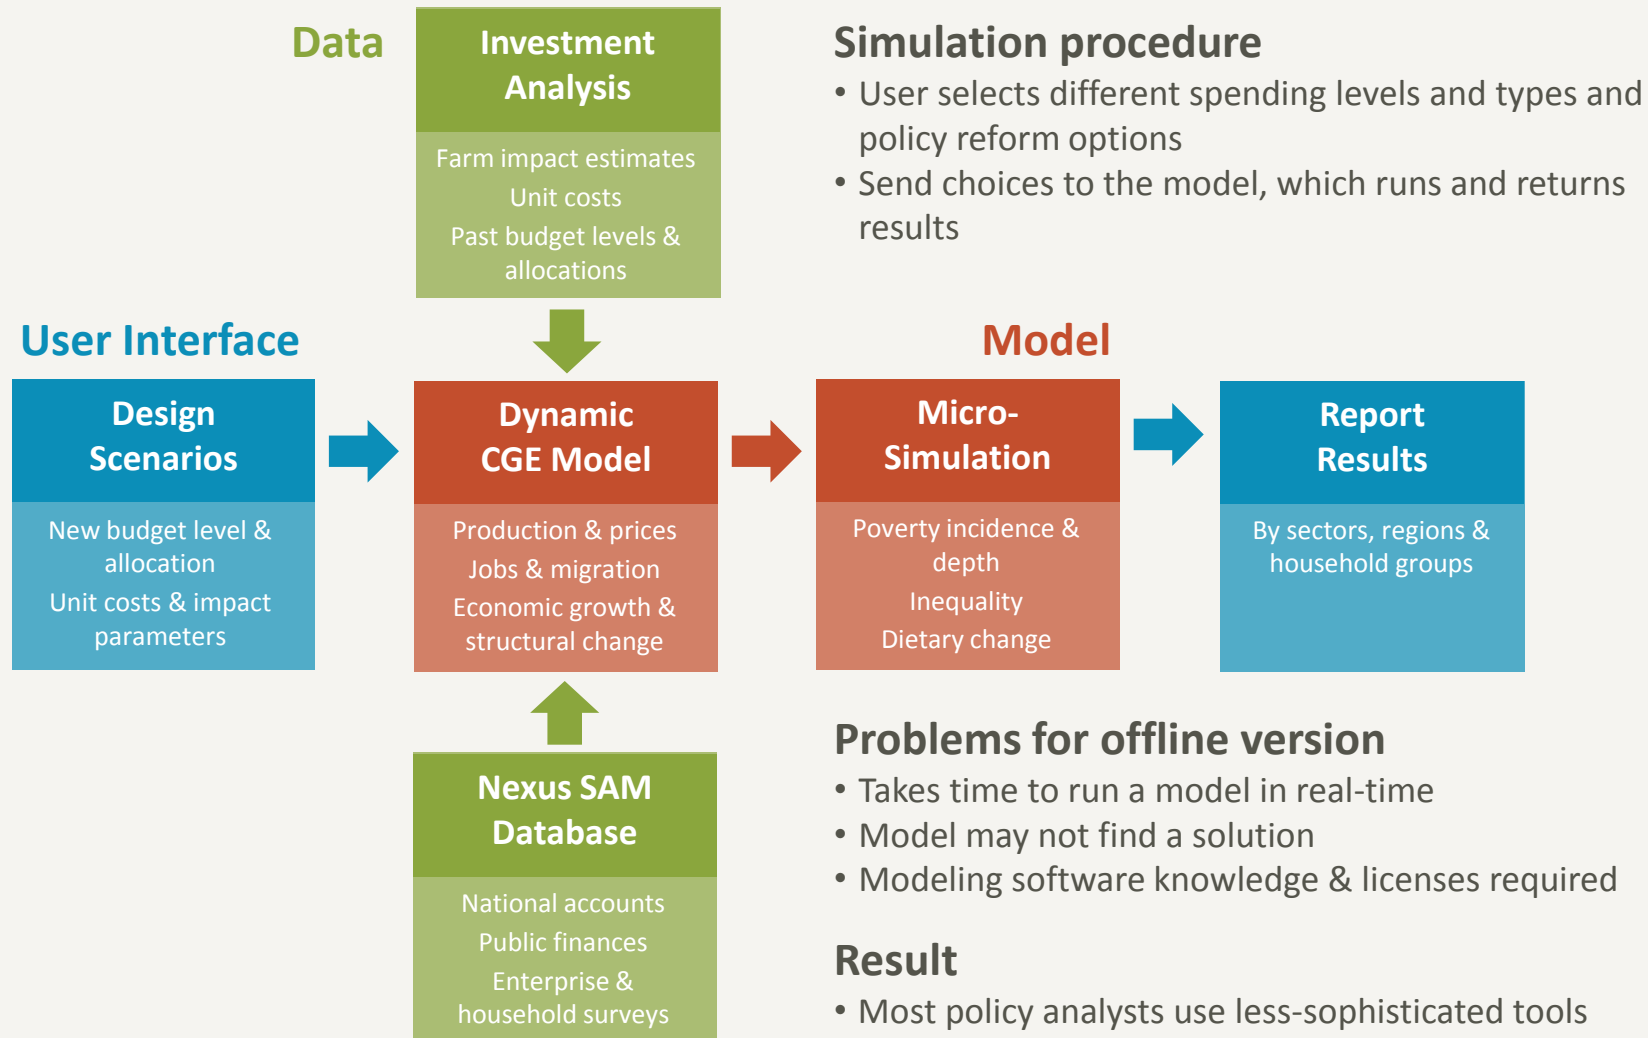 Data
Investment
Analysis
Farm impact estimates
Unit costs
Past budget levels &
allocations
Simulation procedure
• User selects different spending levels and types and
policy reform options
• Send choices to the model, which runs and returns
results
User Interface
Design
Scenarios
New budget level &
allocation
Unit costs & impact
parameters
Dynamic
CGE Model
Production & prices
Jobs & migration
Economic growth &
structural change
Model
Micro-
Simulation
Poverty incidence &
depth
Inequality
Dietary change
Report
Results
By sectors, regions &
household groups
Nexus SAM
Database
National accounts
Public finances
Enterprise &
household surveys
Problems for offline version
• Takes time to run a model in real-time
• Model may not find a solution
• Modeling software knowledge & licenses required
Result
• Most policy analysts use less-sophisticated tools